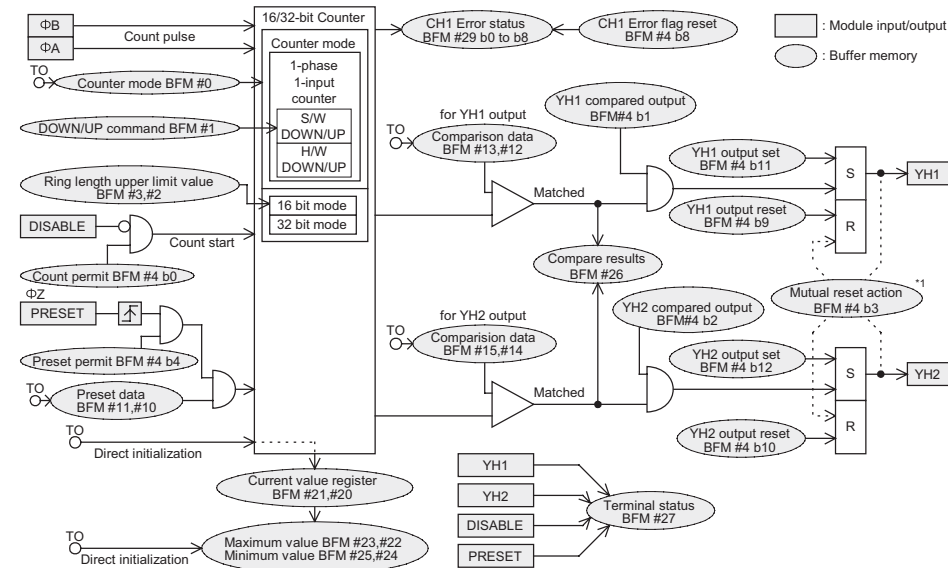 ΦB
ΦA
Count pulse
TO
Counter mode BFM #0
DOWN/UP command BFM #1
Ring length upper limit value
BFM #3,#2
DISABLE
Count start
Count permit BFM #4 b0
ΦZ
PRESET
Preset permit BFM #4 b4
TO
Preset data
BFM #11,#10
TO
Direct initialization
16/32-bit Counter
Counter mode
1-phase
1-input
counter
S/W
DOWN/UP
H/W
DOWN/UP
16 bit mode
32 bit mode
Current value register
BFM #21,#20
TO
Direct initialization
Maximum value BFM #23,#22
Minimum value BFM #25,#24
CH1 Error status
BFM #29 b0 to b8
CH1 Error flag reset
BFM #4 b8
: Module input/output
: Buffer memory
for YH1 output
TO
Comparison data
BFM #13,#12
Matched
YH1 compared output
BFM#4 b1
YH1 output set
BFM #4 b11
YH1 output reset
BFM #4 b9
S
R
YH1
Compare results
BFM #26
Mutual reset action
BFM #4 b3
*1
for YH2 output
TO
Comparision data
BFM #15,#14
Matched
YH2 compared output
BFM#4 b2
YH2 output set
BFM #4 b12
YH2 output reset
BFM #4 b10
S
R
YH2
YH1
YH2
DISABLE
PRESET
Terminal status
BFM #27